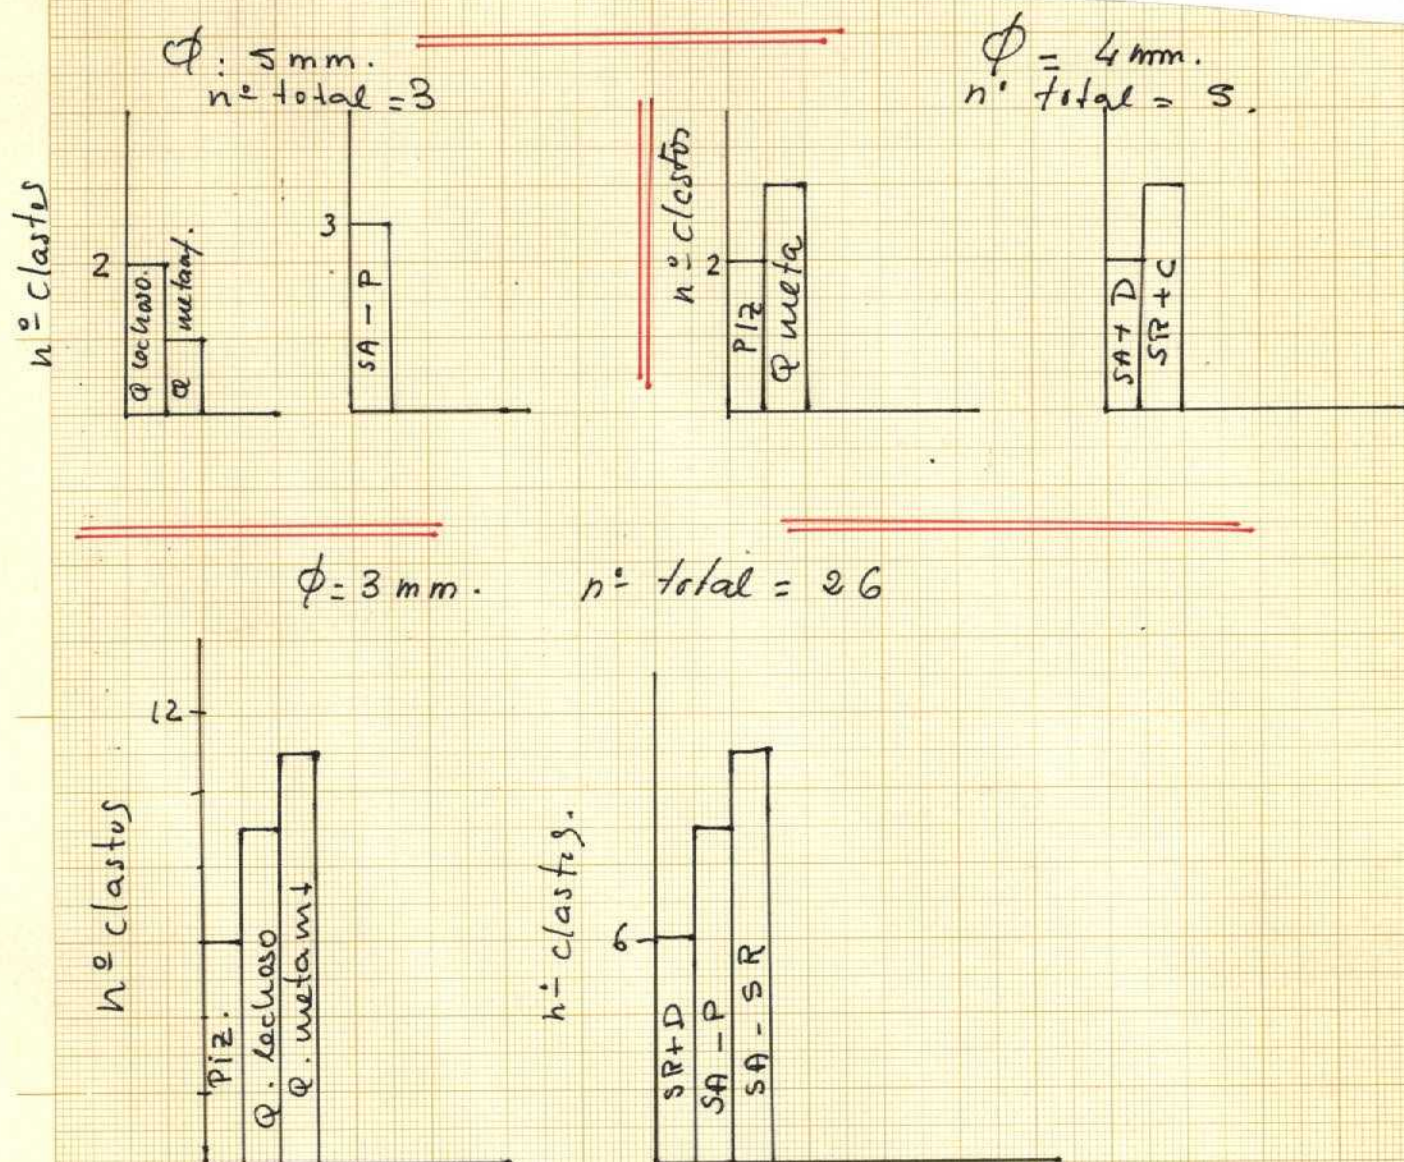 Φ: 5 mm.
nº total = 3
nº clastos
2
Q lechoso.
Q metamf.
3
SA - P
Φ = 4 mm.
nº total = 5.
nº clastos
2
PIZ
Q meta
SA + D
SR + C
Φ = 3 mm. nº total = 26
nº clastos
12
Piz.
Q. lechoso
Q. metamt
nº clastos.
6
SR + D
SA - P
SA - SR